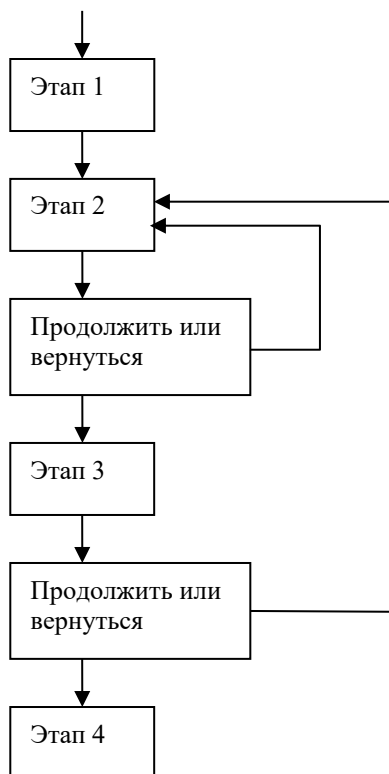 Этап 1
Этап 2
Продолжить или
вернуться
Этап 3
Продолжить или
вернуться
Этап 4